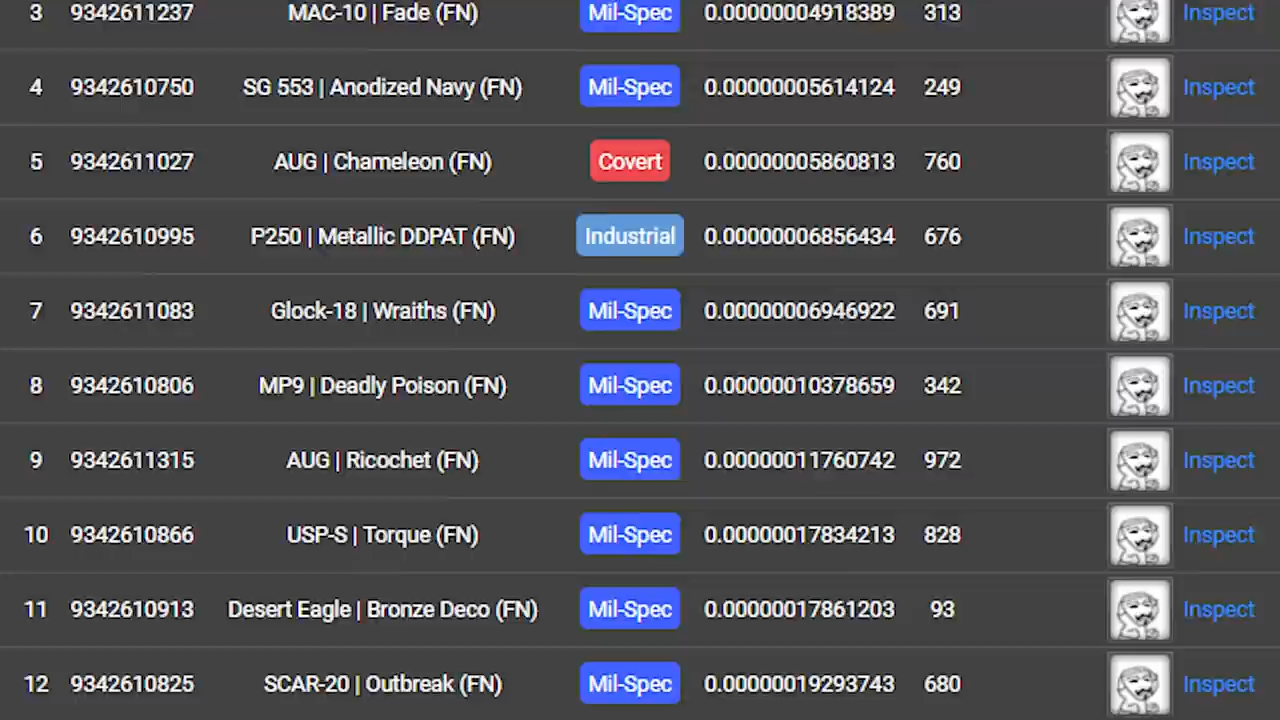 3 9342611237 MAC-10 | Fade (FN) Mil-Spec 0.00000004918389 313 Inspect
4 9342610750 SG 553 | Anodized Navy (FN) Mil-Spec 0.00000005614124 249 Inspect
5 9342611027 AUG | Chameleon (FN) Covert 0.00000005860813 760 Inspect
6 9342610995 P250 | Metallic DDPAT (FN) Industrial 0.00000006856434 676 Inspect
7 9342611083 Glock-18 | Wraiths (FN) Mil-Spec 0.00000006946922 691 Inspect
8 9342610806 MP9 | Deadly Poison (FN) Mil-Spec 0.00000010378659 342 Inspect
9 9342611315 AUG | Ricochet (FN) Mil-Spec 0.00000011760742 972 Inspect
10 9342610866 USP-S | Torque (FN) Mil-Spec 0.00000017834213 828 Inspect
11 9342610913 Desert Eagle | Bronze Deco (FN) Mil-Spec 0.00000017861203 93 Inspect
12 9342610825 SCAR-20 | Outbreak (FN) Mil-Spec 0.00000019293743 680 Inspect